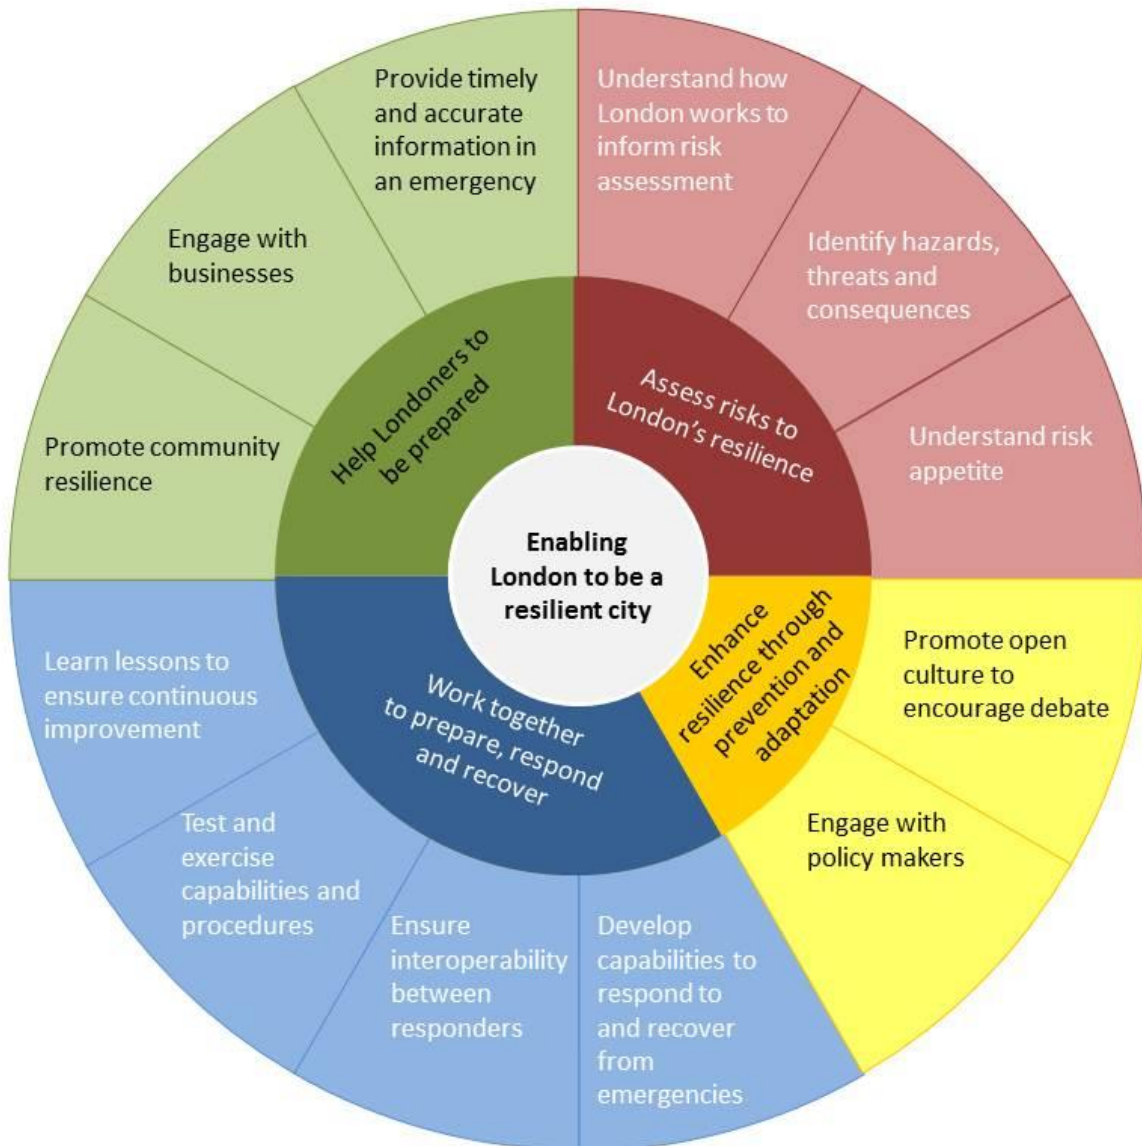 Provide timely
and accurate
information in
an emergency
Understand how
London works to
inform risk
assessment
Engage with
businesses
Identify hazards,
threats and
consequences
Promote community
resilience
Help Londoners to
be prepared
Assess risks to
London's resilience
Understand risk
appetite
Enabling
London to be a
resilient city
Learn lessons to
ensure continuous
improvement
Work together
to prepare, respond
and recover
Enhance
resilience through
prevention and
adaptation
Promote open
culture to
encourage debate
Test and
exercise
capabilities and
procedures
Engage with
policy makers
Ensure
interoperability
between
responders
Develop
capabilities to
respond to
and recover
from
emergencies